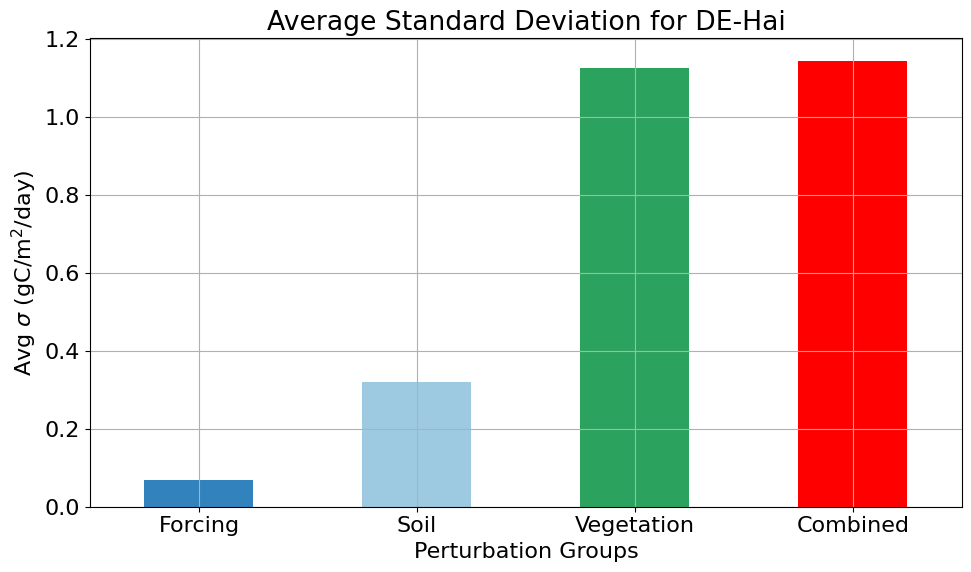 Average Standard Deviation for DE-Hai
Avg σ (gC/m²/day)
1.2
1.0
0.8
0.6
0.4
0.2
0.0
Forcing Soil Vegetation Combined
Perturbation Groups